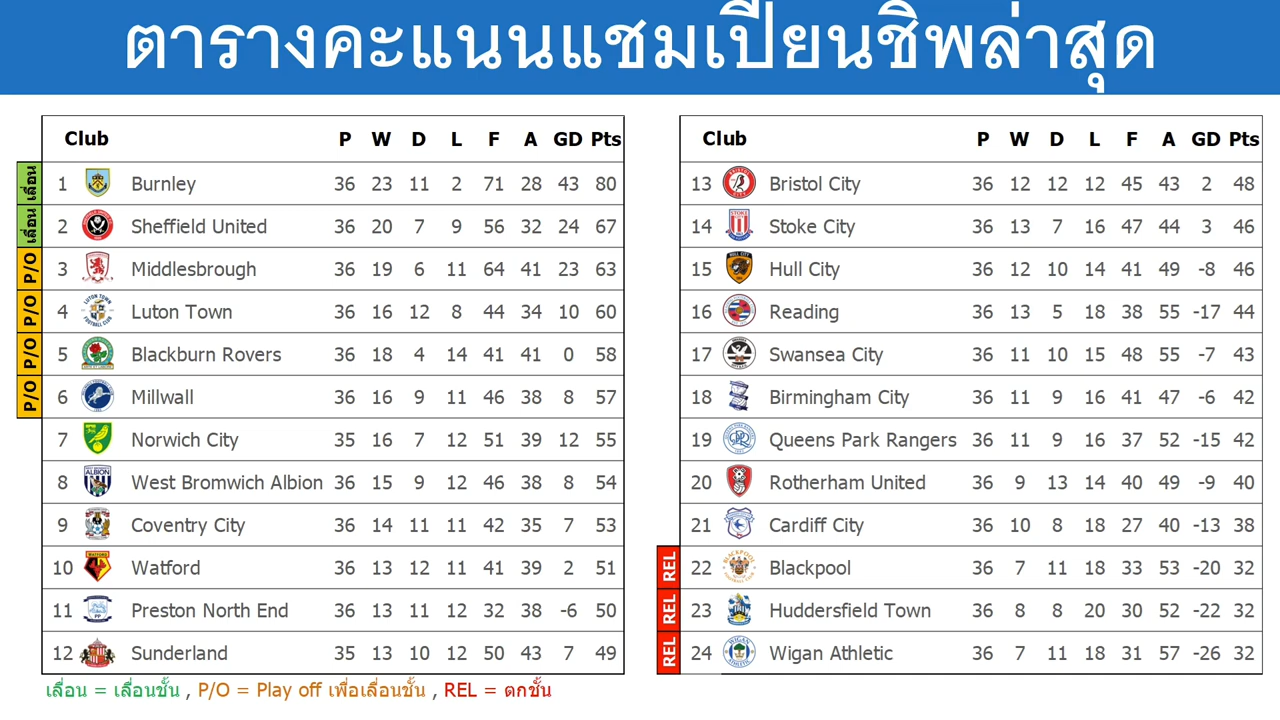 ตารางคะแนนแชมเปี้ยนชิพล่าสุด
Club P W D L F A GD Pts
เลื่อน 1 Burnley 36 23 11 2 71 28 43 80
เลื่อน 2 Sheffield United 36 20 7 9 56 32 24 67
P/O 3 Middlesbrough 36 19 6 11 64 41 23 63
P/O 4 Luton Town 36 16 12 8 44 34 10 60
P/O 5 Blackburn Rovers 36 18 4 14 41 41 0 58
P/O 6 Millwall 36 16 9 11 46 38 8 57
7 Norwich City 35 16 7 12 51 39 12 55
8 West Bromwich Albion 36 15 9 12 46 38 8 54
9 Coventry City 36 14 11 11 42 35 7 53
10 Watford 36 13 12 11 41 39 2 51
11 Preston North End 36 13 11 12 32 38 -6 50
12 Sunderland 35 13 10 12 50 43 7 49
Club P W D L F A GD Pts
13 Bristol City 36 12 12 12 45 43 2 48
14 Stoke City 36 13 7 16 47 44 3 46
15 Hull City 36 12 10 14 41 49 -8 46
16 Reading 36 13 5 18 38 55 -17 44
17 Swansea City 36 11 10 15 48 55 -7 43
18 Birmingham City 36 11 9 16 41 47 -6 42
19 Queens Park Rangers 36 11 9 16 37 52 -15 42
20 Rotherham United 36 9 13 14 40 49 -9 40
21 Cardiff City 36 10 8 18 27 40 -13 38
REL 22 Blackpool 36 7 11 18 33 53 -20 32
REL 23 Huddersfield Town 36 8 8 20 30 52 -22 32
REL 24 Wigan Athletic 36 7 11 18 31 57 -26 32
เลื่อน = เลื่อนชั้น , P/O = Play off เพื่อเลื่อนชั้น , REL = ตกชั้น